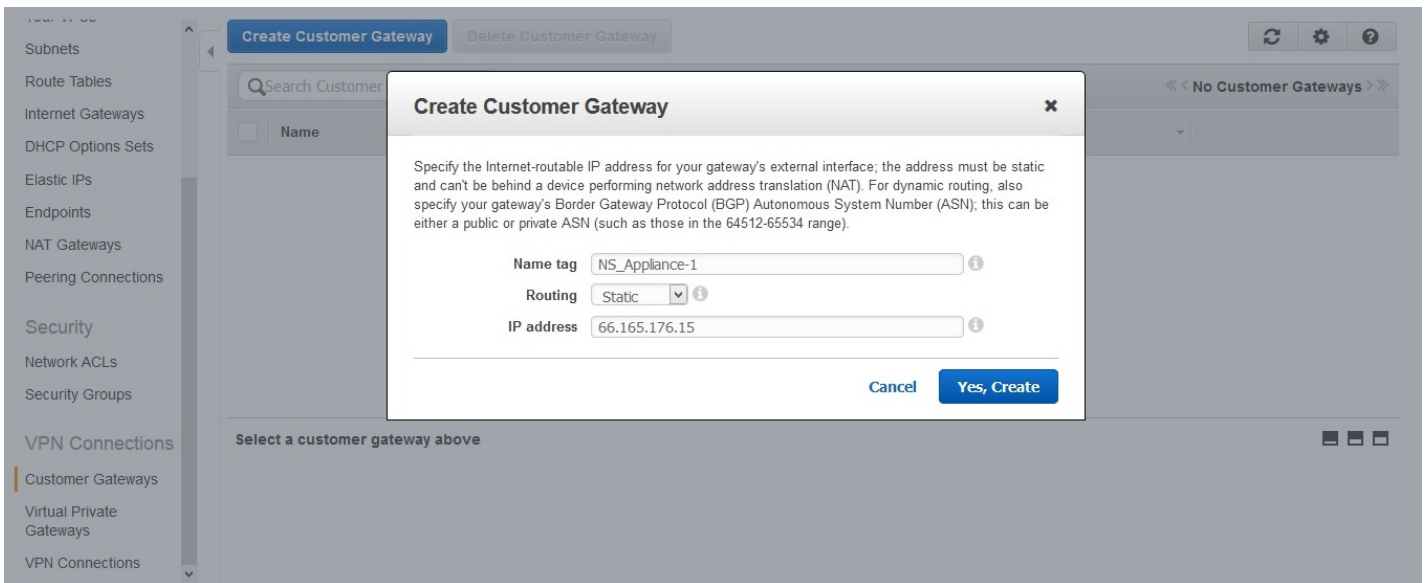 Subnets
Route Tables
Internet Gateways
DHCP Options Sets
Elastic IPs
Endpoints
NAT Gateways
Peering Connections
Security
Network ACLs
Security Groups
VPN Connections
Customer Gateways
Virtual Private
Gateways
VPN Connections
Create Customer Gateway Delete Customer Gateway
Search Customer
No Customer Gateways
Name
Create Customer Gateway
Specify the Internet-routable IP address for your gateway's external interface; the address must be static
and can't be behind a device performing network address translation (NAT). For dynamic routing, also
specify your gateway's Border Gateway Protocol (BGP) Autonomous System Number (ASN); this can be
either a public or private ASN (such as those in the 64512-65534 range).
Name tag NS_Appliance-1
Routing Static
IP address 66.165.176.15
Cancel Yes, Create
Select a customer gateway above